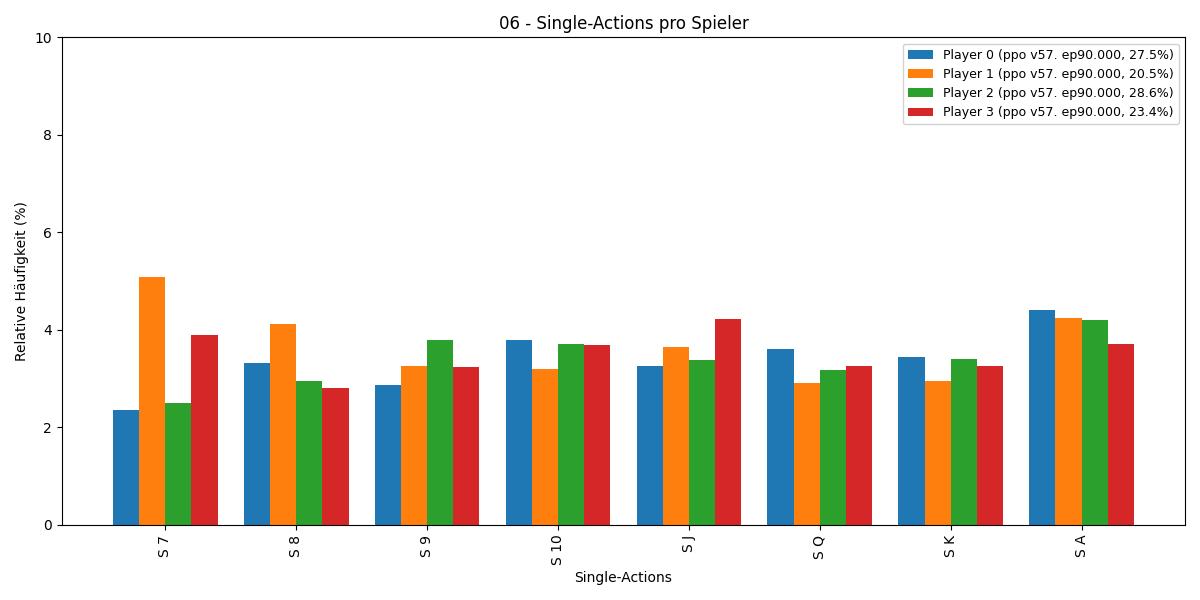 06 - Single-Actions pro Spieler
Player 0 (ppo v57. ep90.000, 27.5%)
Player 1 (ppo v57. ep90.000, 20.5%)
Player 2 (ppo v57. ep90.000, 28.6%)
Player 3 (ppo v57. ep90.000, 23.4%)
Relative Häufigkeit (%)
10
8
6
4
2
0
S 7
S 8
S 9
S 10
S J
S Q
S K
S A
Single-Actions